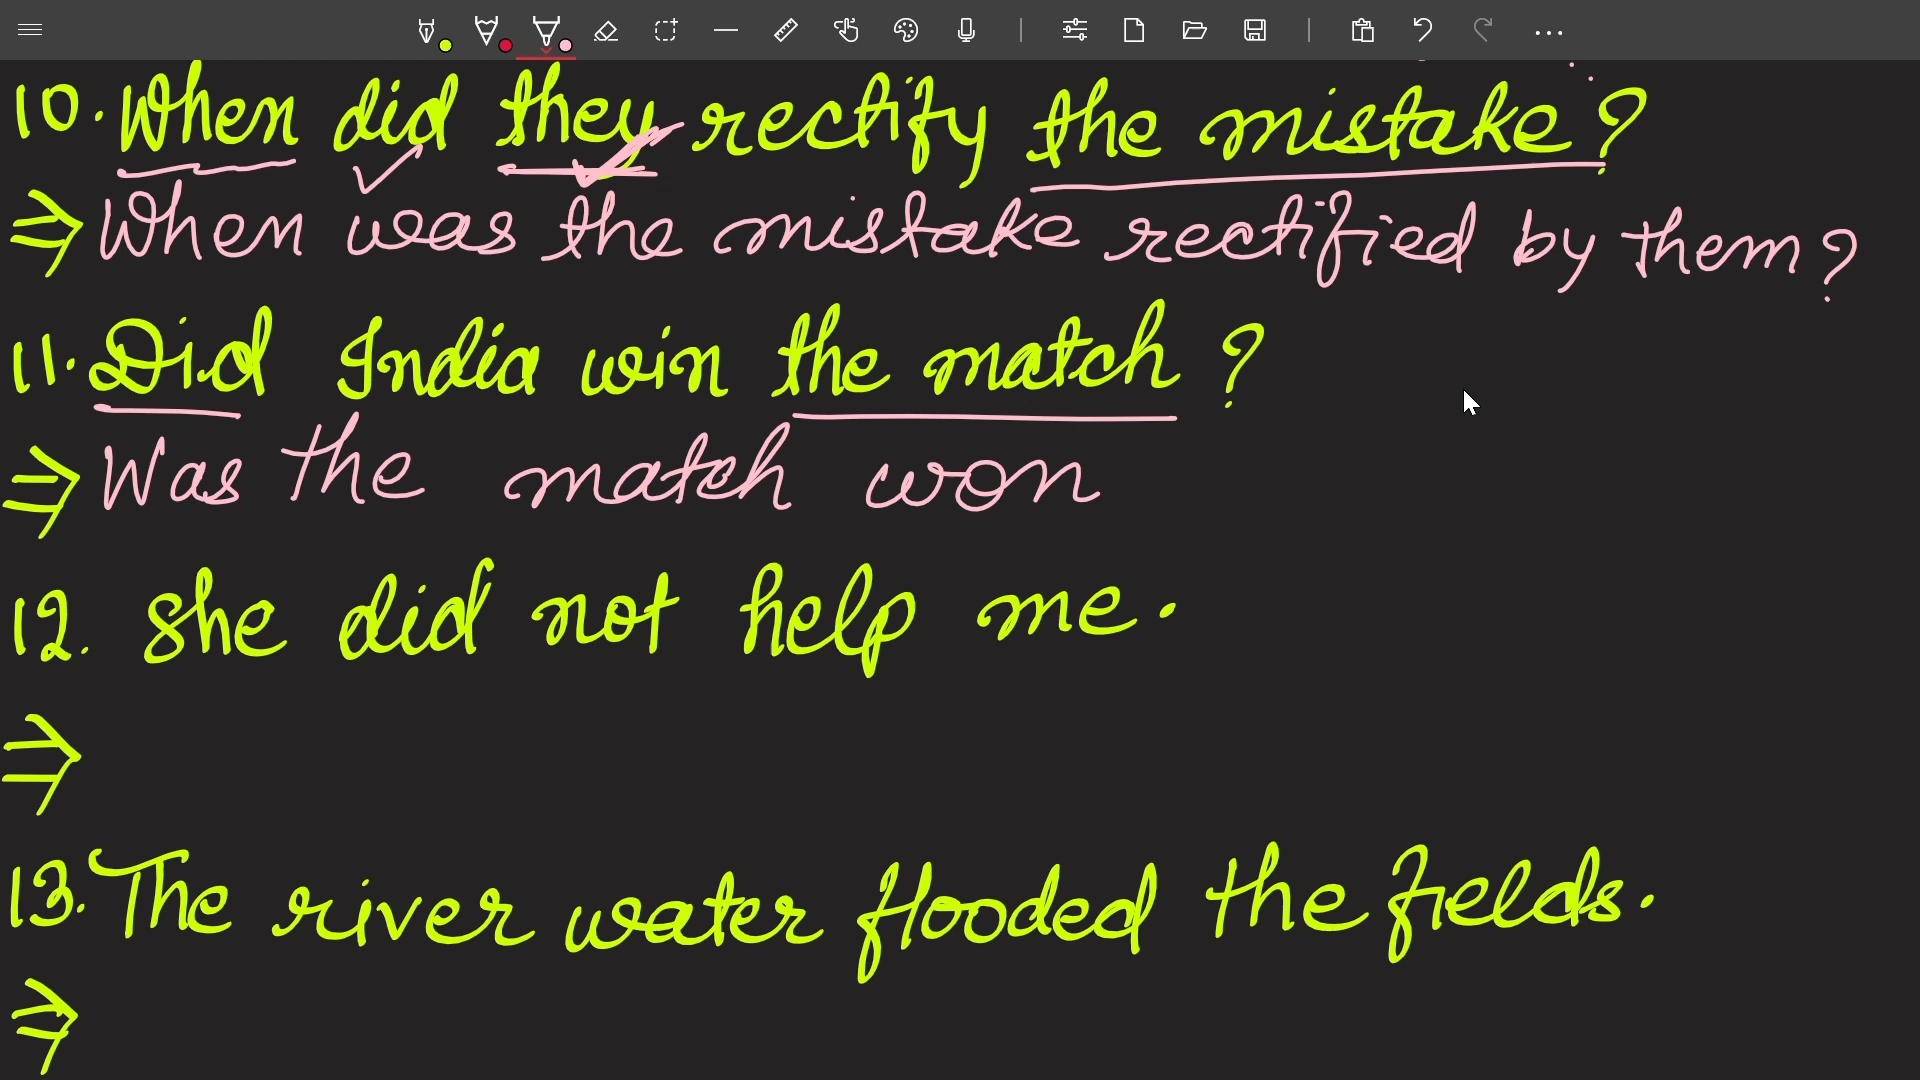 10. When did they rectify the mistake?
⇒ When was the mistake rectified by them?
11. Did India win the match ?
⇒ Was the match won
12. She did not help me.
⇒
13. The river water flooded the fields.
⇒